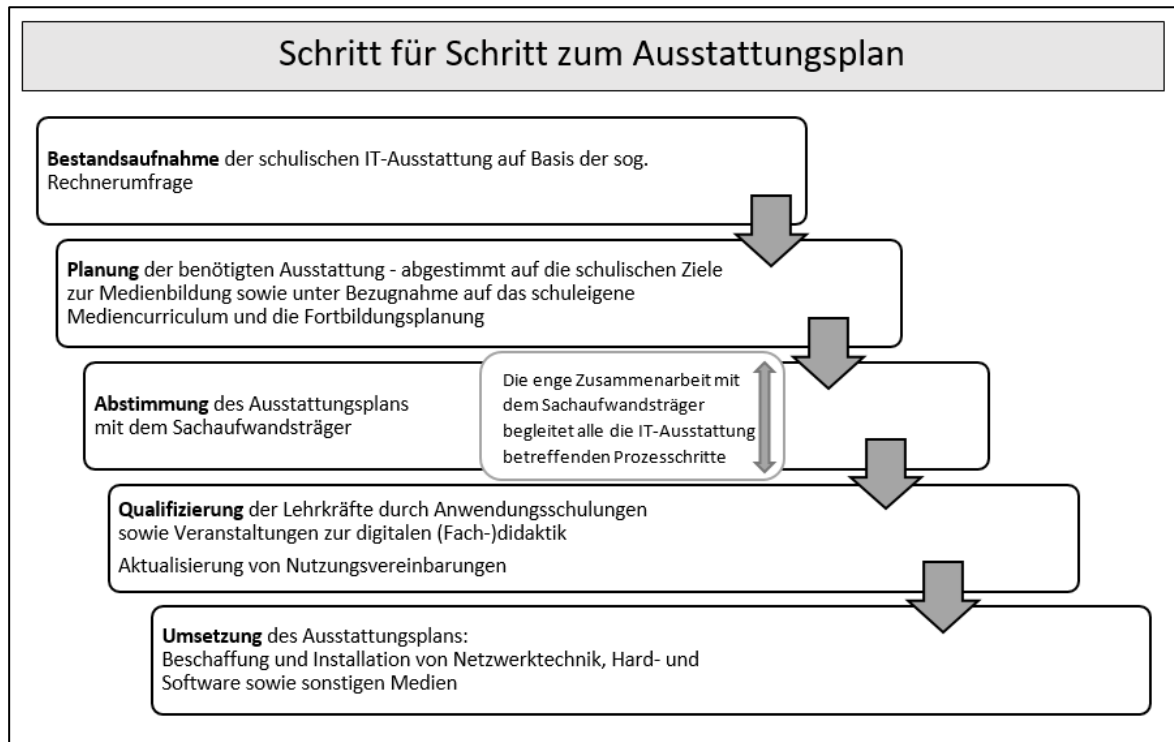 Schritt für Schritt zum Ausstattungsplan
Bestandsaufnahme der schulischen IT-Ausstattung auf Basis der sog.
Rechnerumfrage
Planung der benötigten Ausstattung - abgestimmt auf die schulischen Ziele
zur Medienbildung sowie unter Bezugnahme auf das schuleigene
Mediencurriculum und die Fortbildungsplanung
Abstimmung des Ausstattungsplans
mit dem Sachaufwandsträger
Die enge Zusammenarbeit mit
dem Sachaufwandsträger
begleitet alle die IT-Ausstattung
betreffenden Prozesschritte
Qualifizierung der Lehrkräfte durch Anwendungsschulungen
sowie Veranstaltungen zur digitalen (Fach-)didaktik
Aktualisierung von Nutzungsvereinbarungen
Umsetzung des Ausstattungsplans:
Beschaffung und Installation von Netzwerktechnik, Hard- und
Software sowie sonstigen Medien